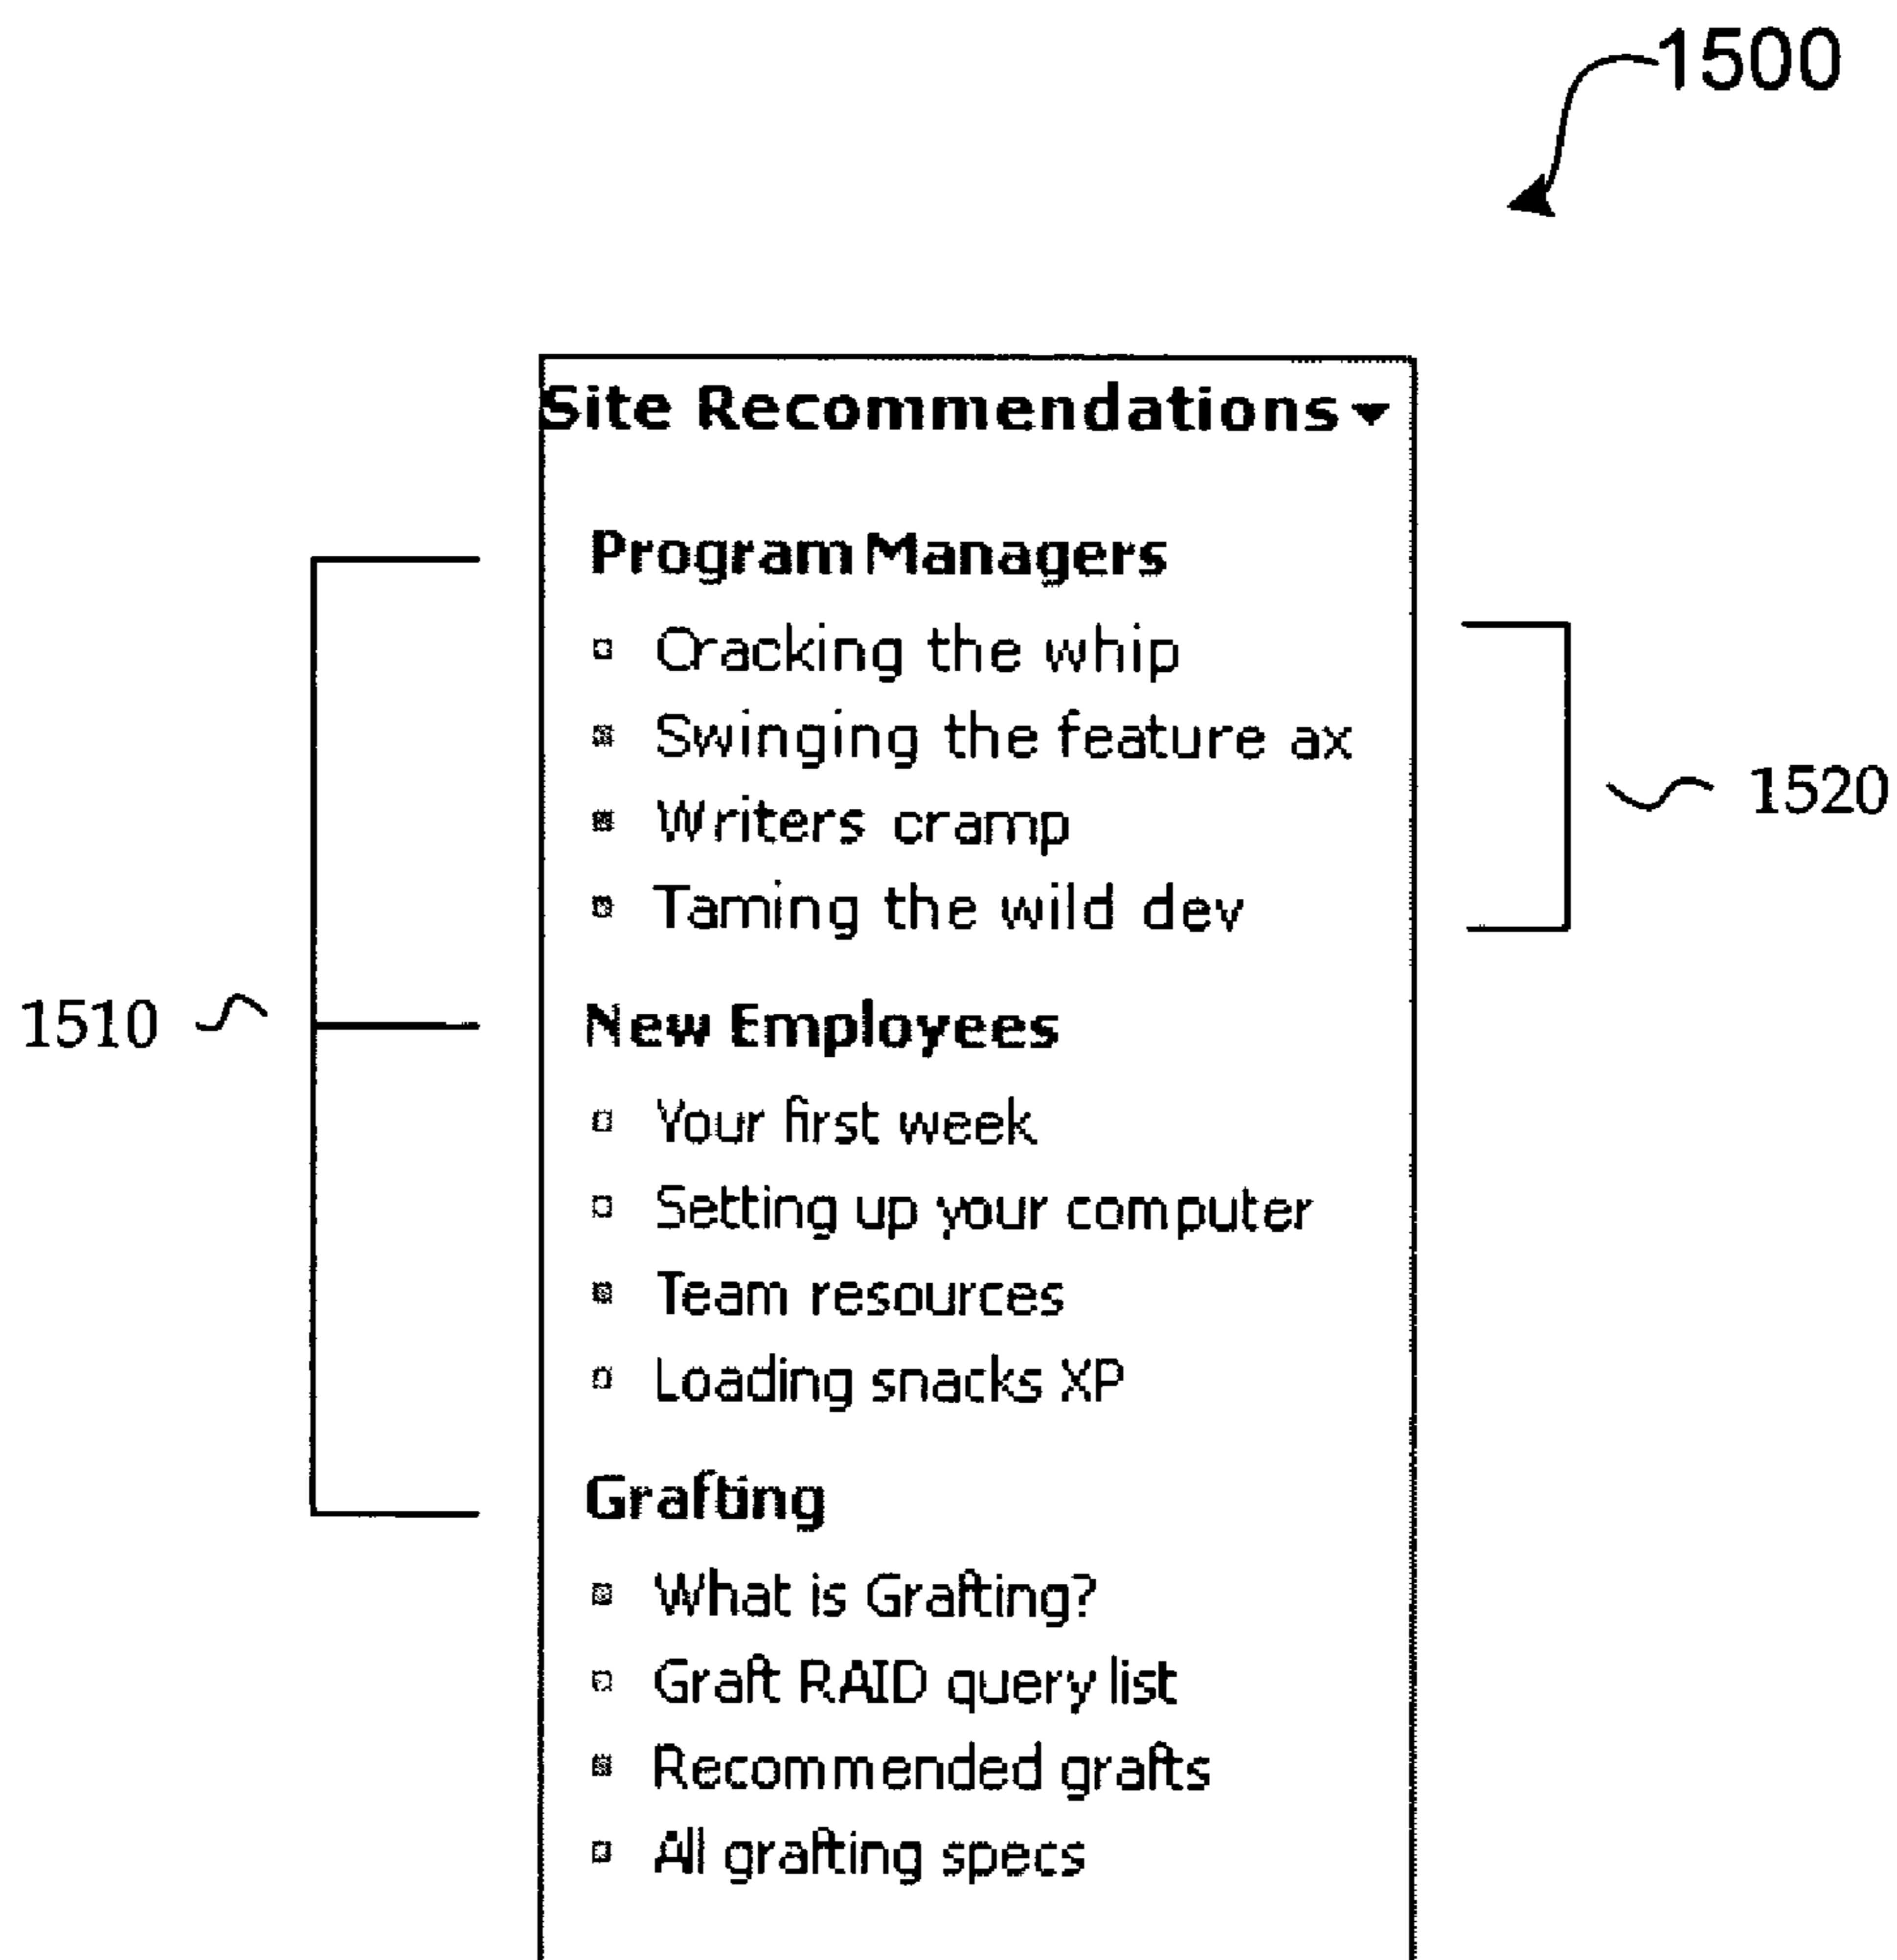 1500
Site Recommendations
Program Managers
Cracking the whip
Swinging the feature ax
1520
Writers cramp
Taming the wild dev
1510
New Employees
Your first week
Setting up your computer
Team resources
Loading snacks XP
Grafting
What is Grafting?
Graft RAID query list
Recommended grafts
All grafting specs